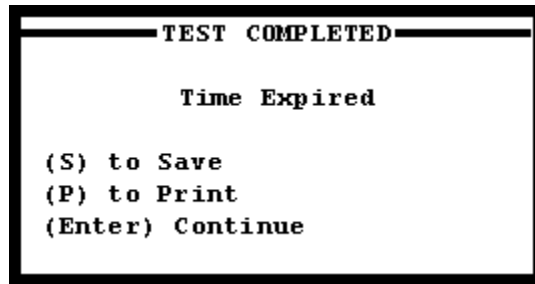 TEST COMPLETED
Time Expired
(S) to Save
(P) to Print
(Enter) Continue